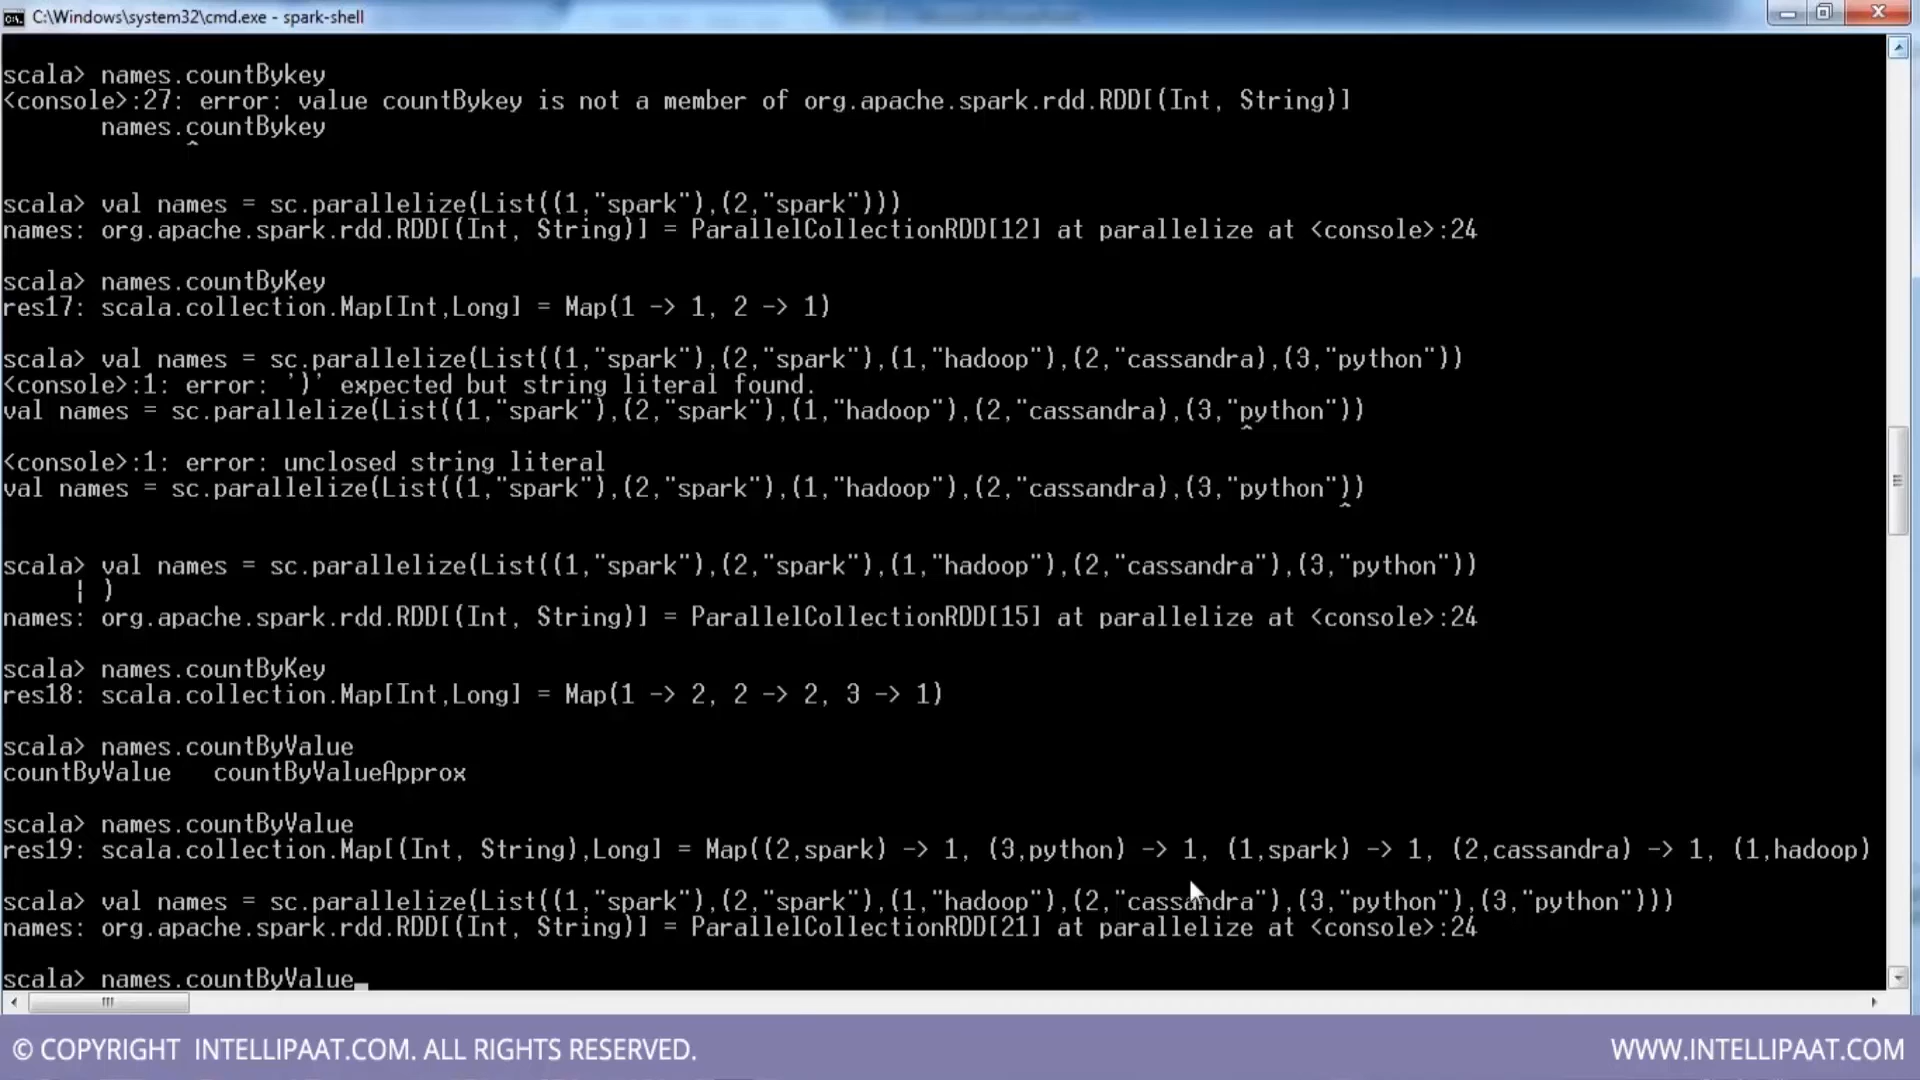 C:\Windows\system32\cmd.exe - spark-shell
scala> names.countBykey
<console>:27: error: value countBykey is not a member of org.apache.spark.rdd.RDD[(Int, String)]
       names.countBykey
             ^
scala> val names = sc.parallelize(List((1,"spark"),(2,"spark")))
names: org.apache.spark.rdd.RDD[(Int, String)] = ParallelCollectionRDD[12] at parallelize at <console>:24
scala> names.countByKey
res17: scala.collection.Map[Int,Long] = Map(1 -> 1, 2 -> 1)
scala> val names = sc.parallelize(List((1,"spark"),(2,"spark"),(1,"hadoop"),(2,"cassandra),(3,"python"))
<console>:1: error: ')' expected but string literal found.
val names = sc.parallelize(List((1,"spark"),(2,"spark"),(1,"hadoop"),(2,"cassandra),(3,"python"))
                                                                                        ^
<console>:1: error: unclosed string literal
val names = sc.parallelize(List((1,"spark"),(2,"spark"),(1,"hadoop"),(2,"cassandra),(3,"python"))
                                                                                               ^
scala> val names = sc.parallelize(List((1,"spark"),(2,"spark"),(1,"hadoop"),(2,"cassandra"),(3,"python"))
     | )
names: org.apache.spark.rdd.RDD[(Int, String)] = ParallelCollectionRDD[15] at parallelize at <console>:24
scala> names.countByKey
res18: scala.collection.Map[Int,Long] = Map(1 -> 2, 2 -> 2, 3 -> 1)
scala> names.countByValue
countByValue   countByValueApprox
scala> names.countByValue
res19: scala.collection.Map[(Int, String),Long] = Map((2,spark) -> 1, (3,python) -> 1, (1,spark) -> 1, (2,cassandra) -> 1, (1,hadoop)
scala> val names = sc.parallelize(List((1,"spark"),(2,"spark"),(1,"hadoop"),(2,"cassandra"),(3,"python"),(3,"python")))
names: org.apache.spark.rdd.RDD[(Int, String)] = ParallelCollectionRDD[21] at parallelize at <console>:24
scala> names.countByValue_
© COPYRIGHT INTELLIPAAT.COM. ALL RIGHTS RESERVED.
WWW.INTELLIPAAT.COM